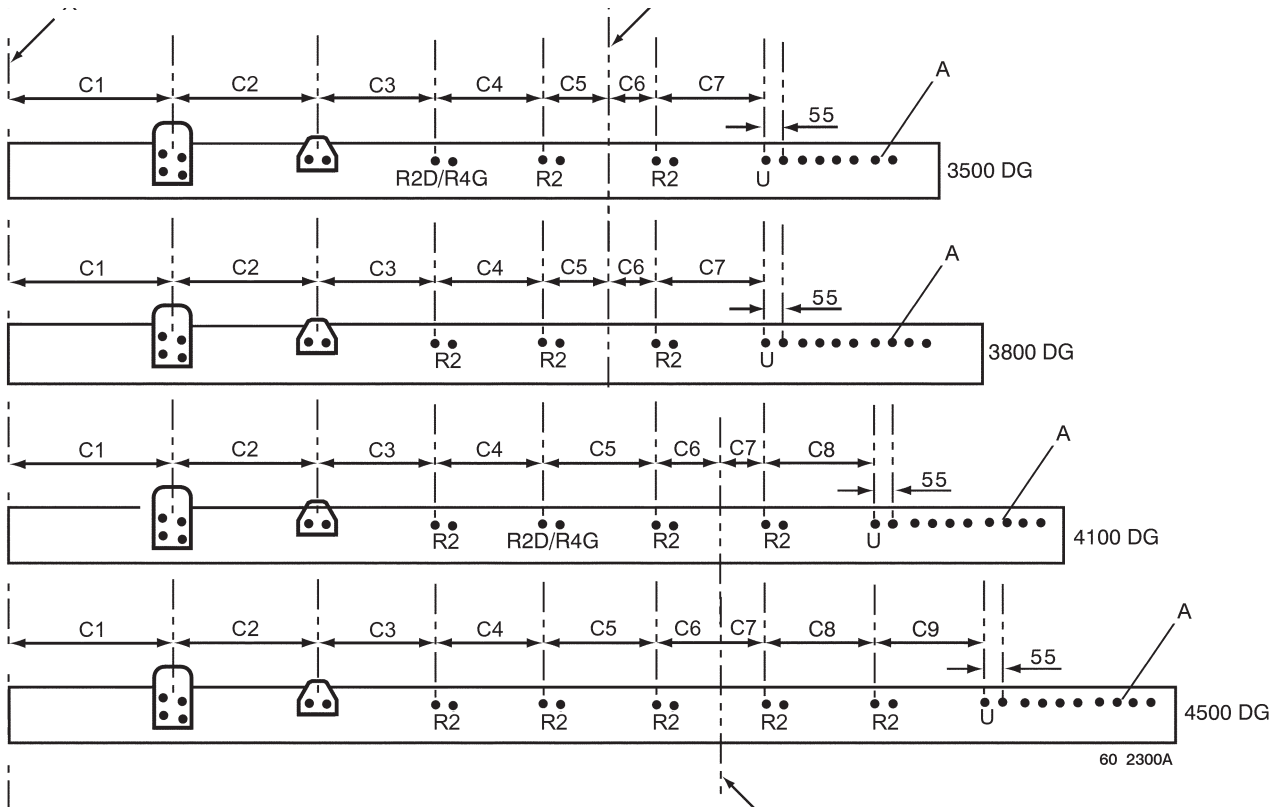 C1 C2 C3 C4 C5 C6 C7 A
55
R2D/R4G R2 R2 U 3500 DG
C1 C2 C3 C4 C5 C6 C7 A
55
R2 R2 R2 U 3800 DG
C1 C2 C3 C4 C5 C6 C7 C8 A
55
R2 R2D/R4G R2 R2 U 4100 DG
C1 C2 C3 C4 C5 C6 C7 C8 C9 A
55
R2 R2 R2 R2 R2 U 4500 DG
60 2300A